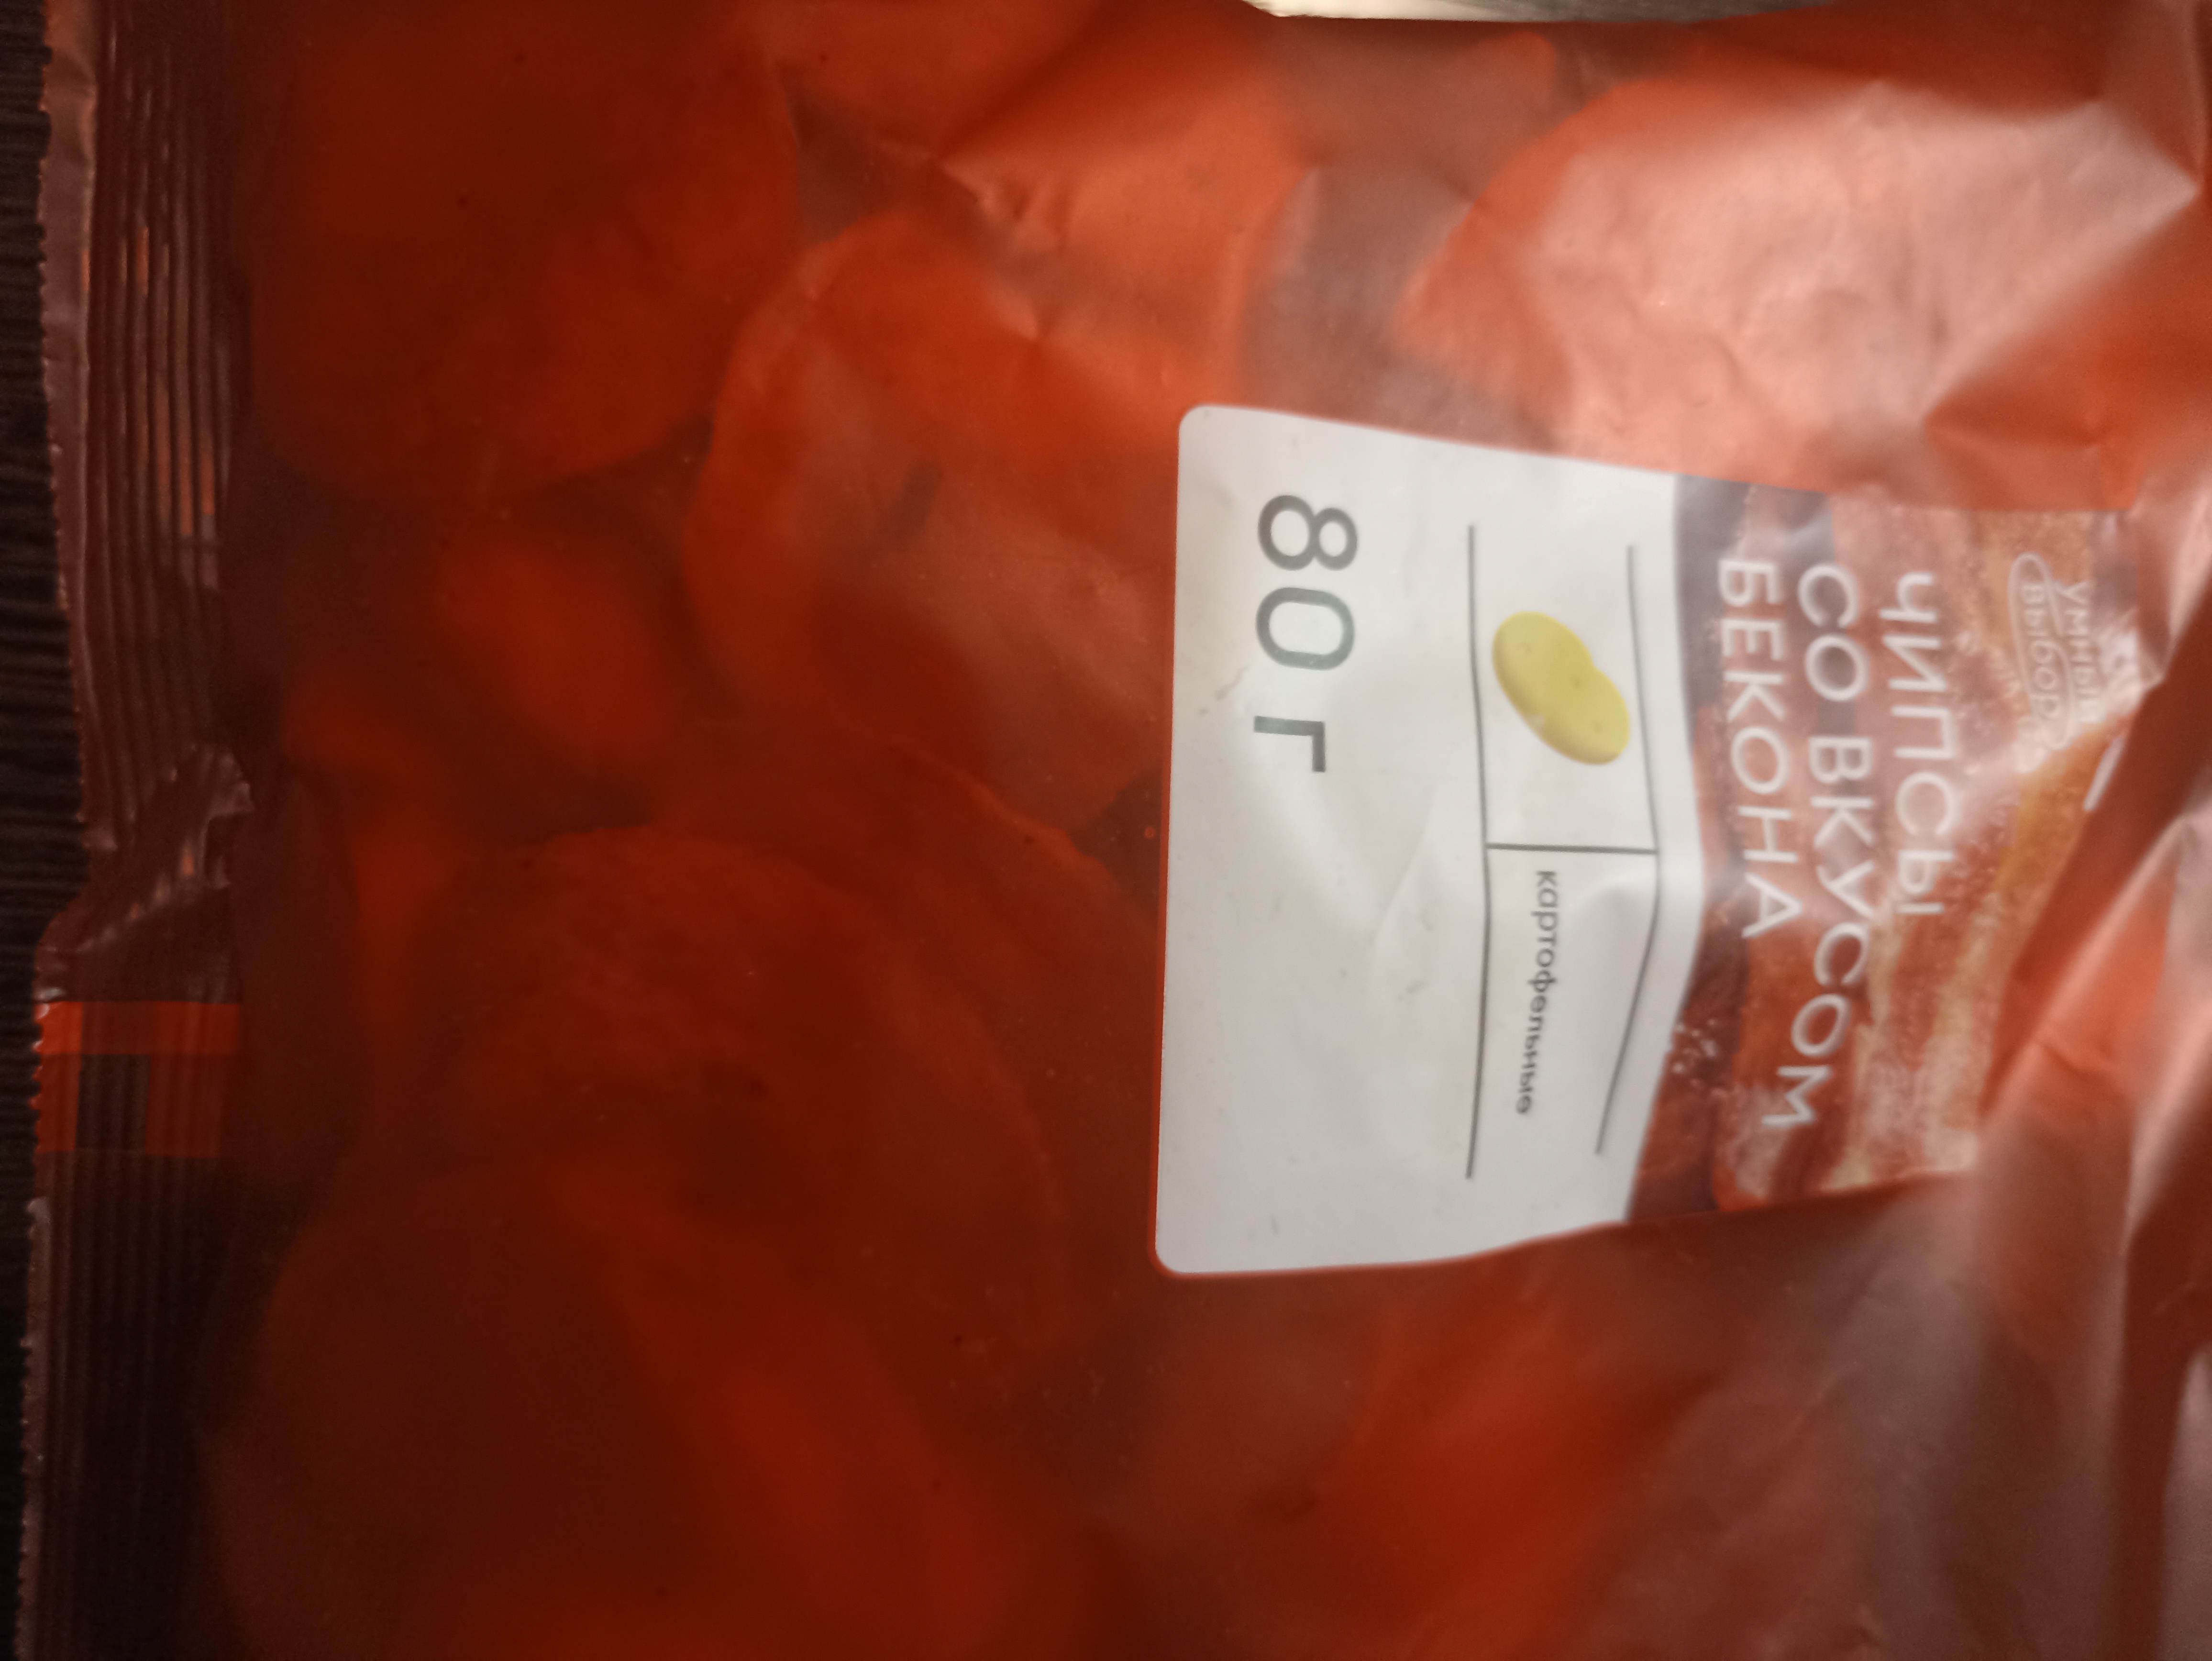 умный
выбор
ЧИПСЫ
СО ВКУСОМ
БЕКОНА
картофельные
80 г